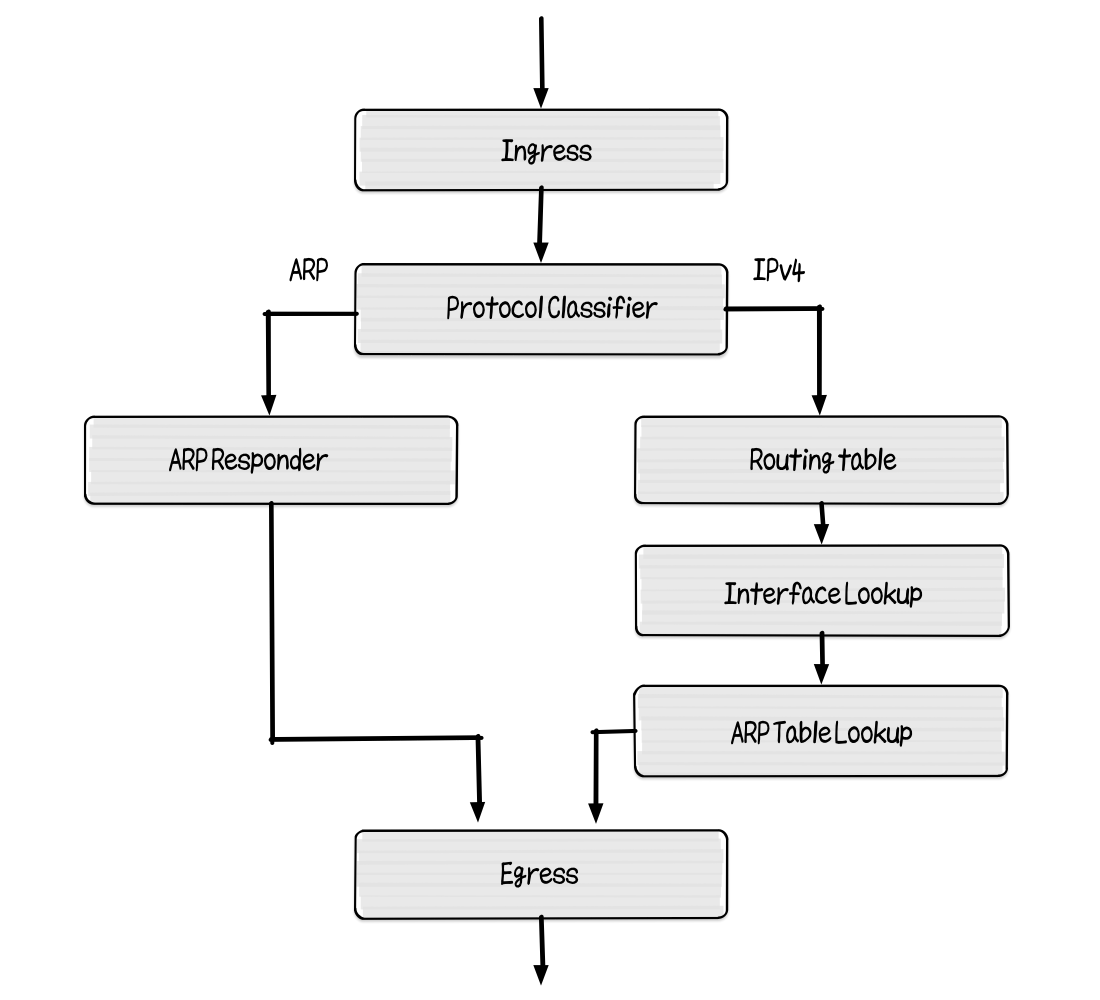 Ingress
ARP
IPv4
Protocol Classifier
ARP Responder
Routing table
Interface Lookup
ARP Table Lookup
Egress